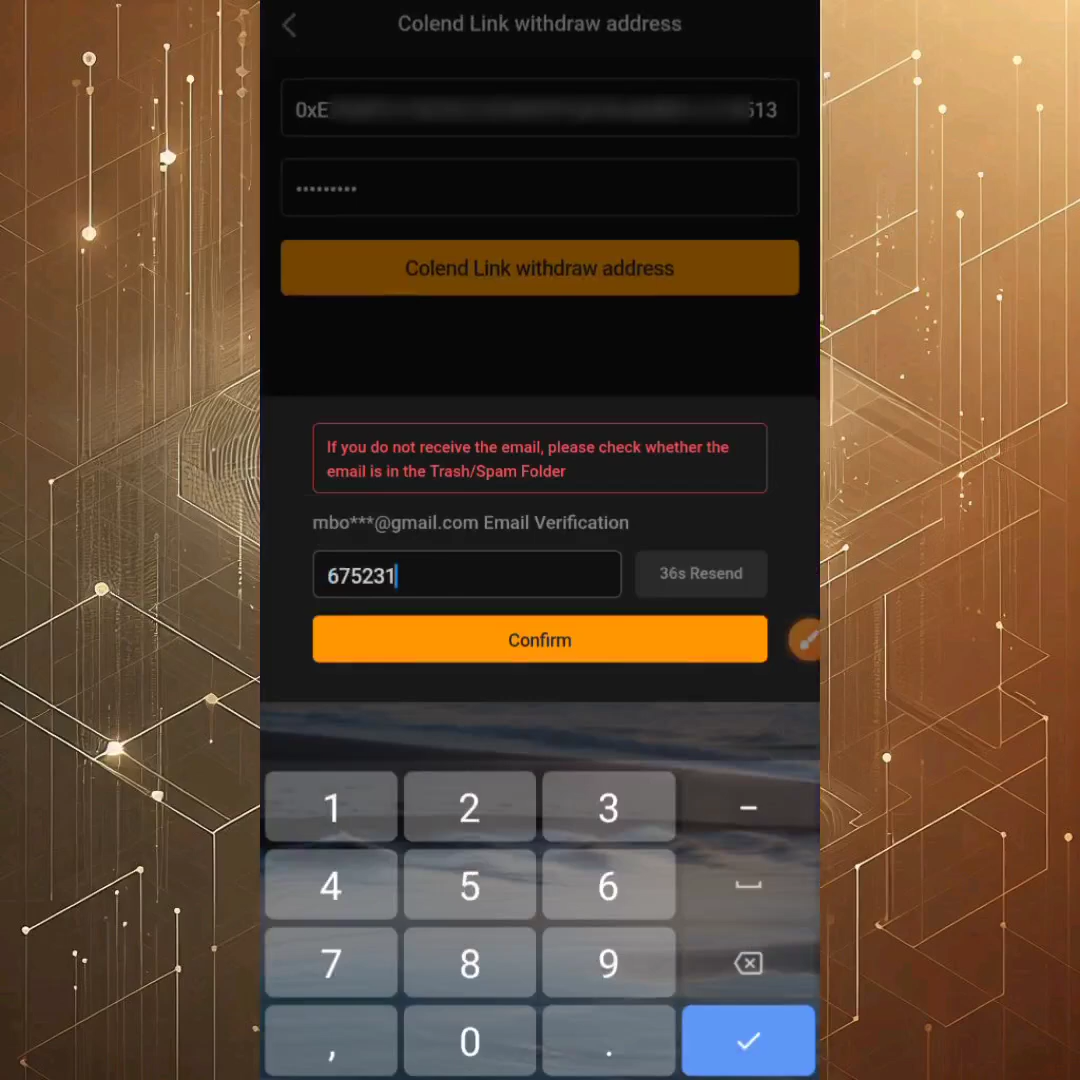 Colend Link withdraw address
0xE 513
•••••••••
Colend Link withdraw address
If you do not receive the email, please check whether the
email is in the Trash/Spam Folder
mbo***@gmail.com Email Verification
675231
36s Resend
Confirm
1 2 3 -
4 5 6
7 8 9
, 0 .